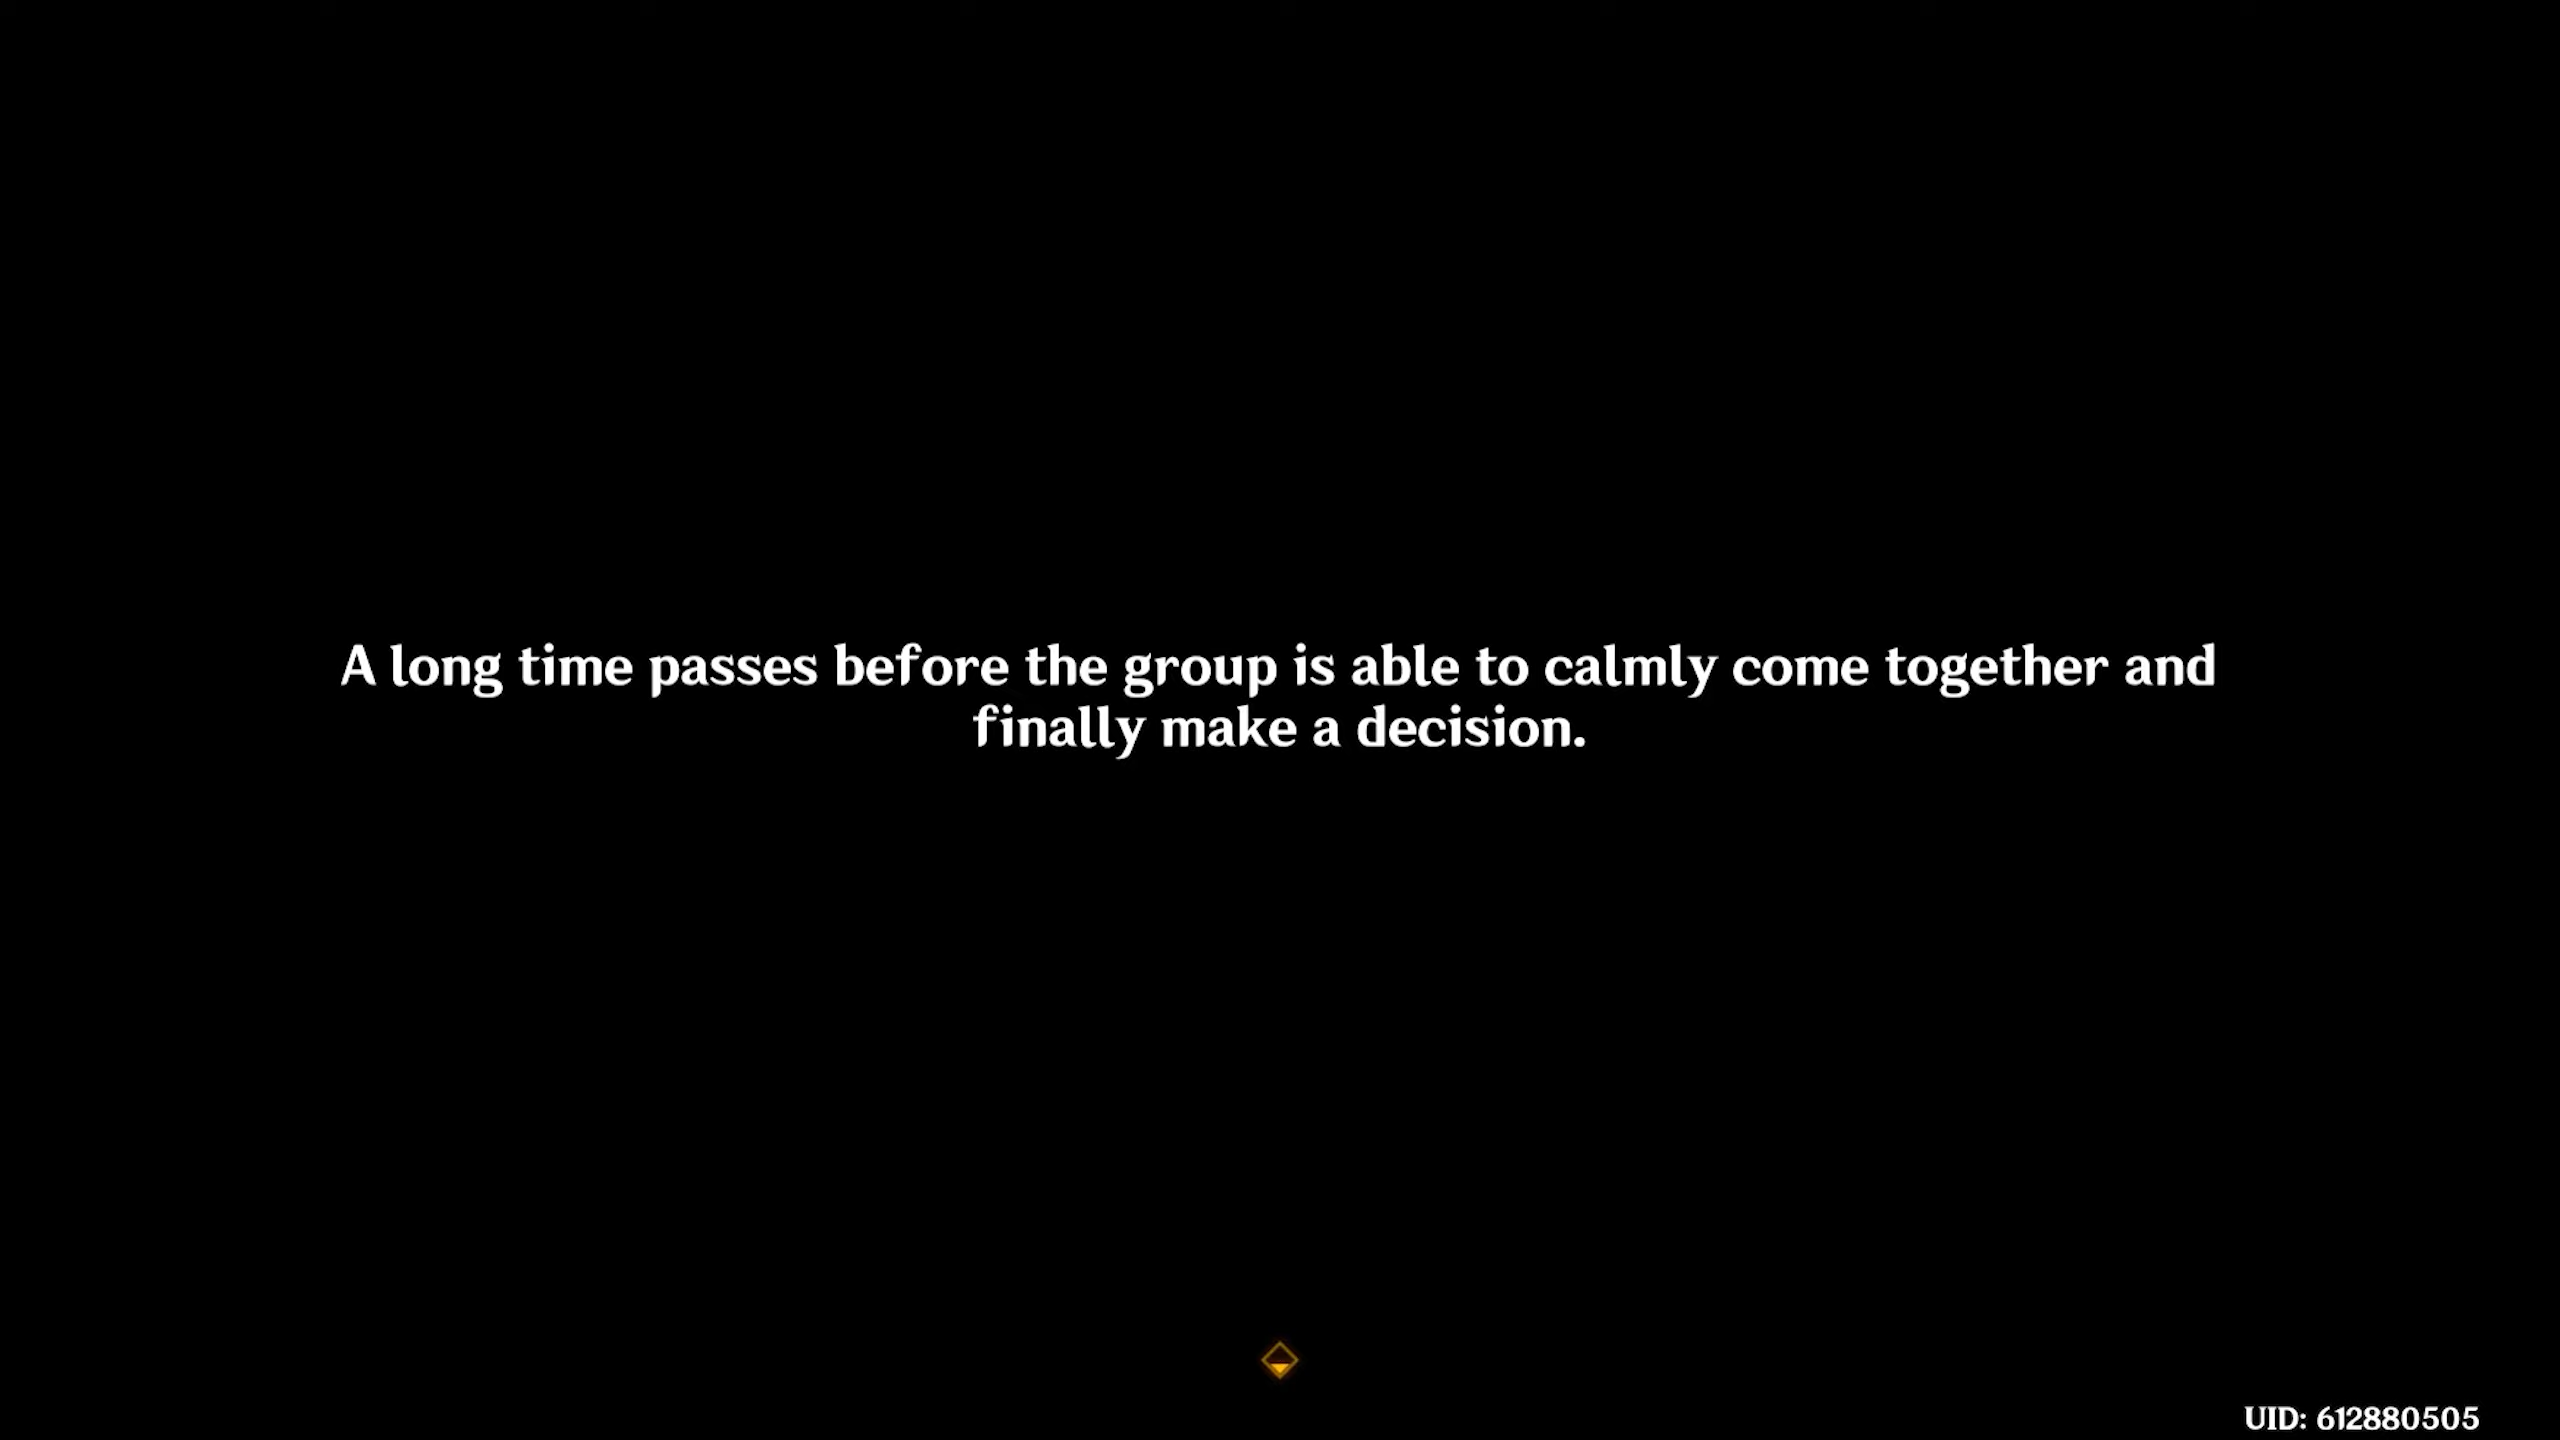 A long time passes before the group is able to calmly come together and
finally make a decision.
UID: 612880505